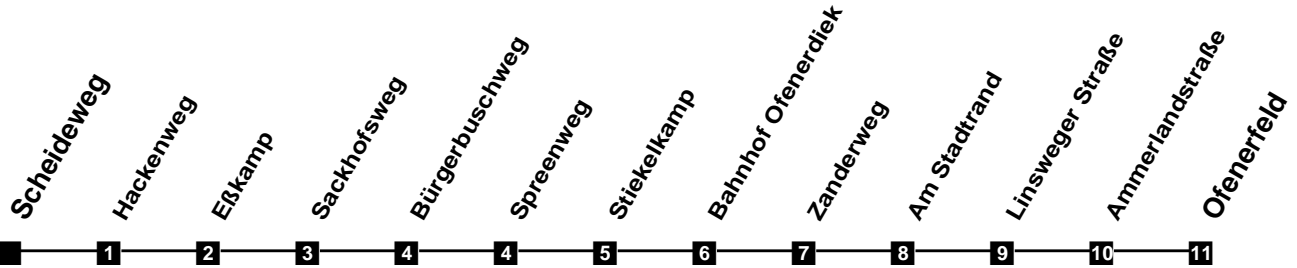 Scheideweg
Hackenweg
Eßkamp
Sackhofsweg
Bürgerbuschweg
Spreenweg
Stiekelkamp
Bahnhof Ofenerdiek
Zanderweg
Am Stadtrand
Linsweger Straße
Ammerlandstraße
Ofenerfeld
1 2 3 4 4 5 6 7 8 9 10 11